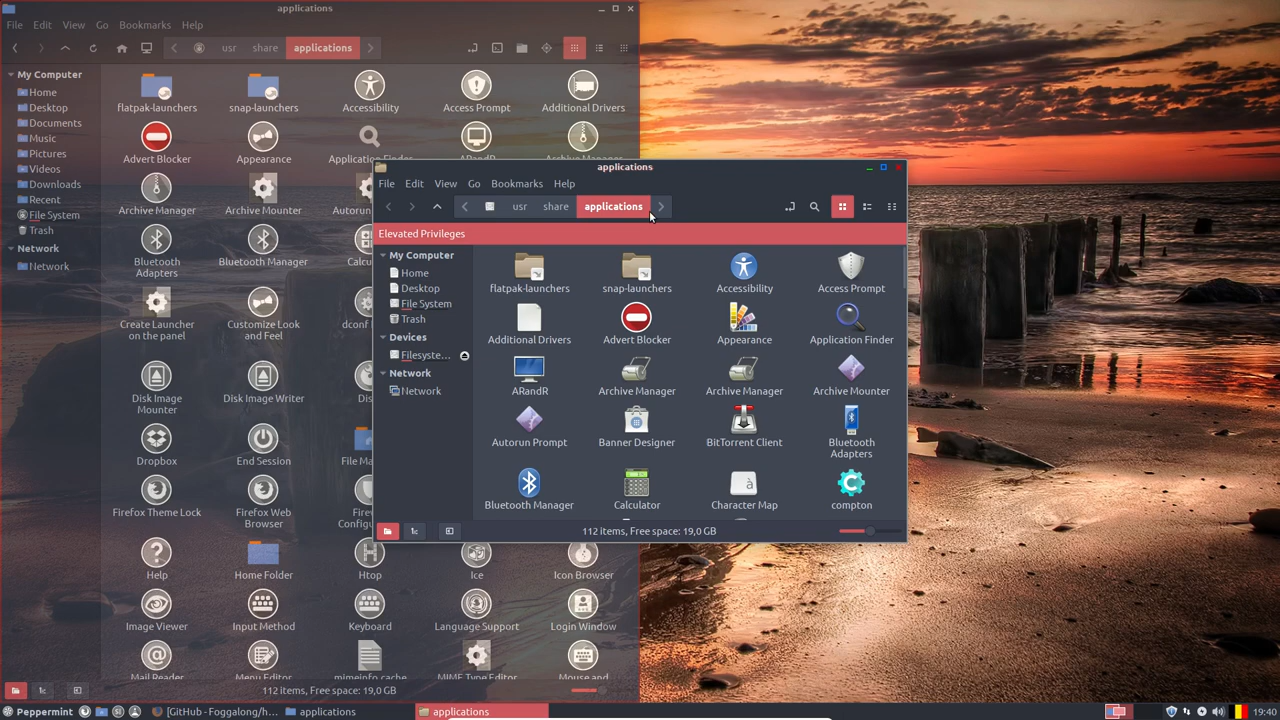 applications
File Edit View Go Bookmarks Help
usr share applications
My Computer
Home
Desktop
Documents
Music
Pictures
Videos
Downloads
Recent
File System
Trash
Network
Network
flatpak-launchers snap-launchers Accessibility Access Prompt Additional Drivers
Advert Blocker Appearance Application Finder ARandR Archive Manager
Archive Manager Archive Mounter
Bluetooth Adapters Bluetooth Manager
Create Launcher on the panel Customize Look and Feel dconf
Disk Image Mounter Disk Image Writer
Dropbox End Session File Ma
Firefox Theme Lock Firefox Web Browser
Help Home Folder Htop Ice Icon Browser
Image Viewer Input Method Keyboard Language Support Login Window
Mail Reader Menu Editor mimeinfo.cache MIME Type Editor Mouse and
112 items, Free space: 19,0 GB
applications
File Edit View Go Bookmarks Help
usr share applications
Elevated Privileges
My Computer
Home
Desktop
File System
Trash
Devices
Filesyste...
Network
Network
flatpak-launchers snap-launchers Accessibility Access Prompt
Additional Drivers Advert Blocker Appearance Application Finder
ARandR Archive Manager Archive Manager Archive Mounter
Autorun Prompt Banner Designer BitTorrent Client Bluetooth Adapters
Bluetooth Manager Calculator Character Map compton
112 items, Free space: 19,0 GB
Peppermint [GitHub - Foggalong/h... applications applications 19:40